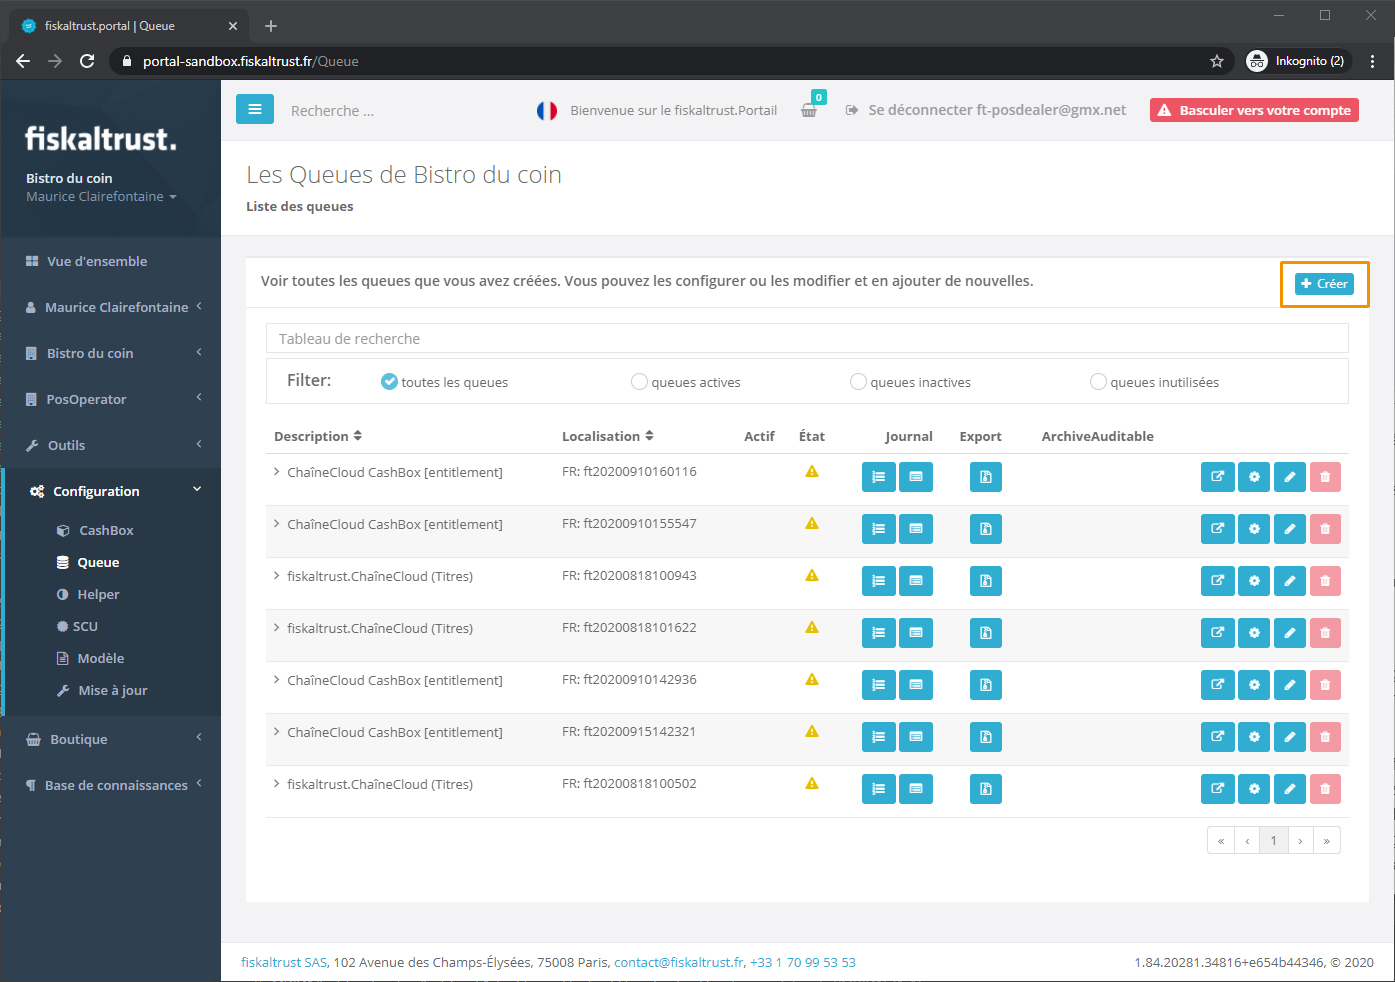 fiskaltrust.portal | Queue
portal-sandbox.fiskaltrust.fr/Queue
Inkognito (2)
fiskaltrust.
Bistro du coin
Maurice Clairefontaine
Vue d'ensemble
Maurice Clairefontaine
Bistro du coin
PosOperator
Outils
Configuration
CashBox
Queue
Helper
SCU
Modèle
Mise à jour
Boutique
Base de connaissances
Recherche ...
Bienvenue sur le fiskaltrust.Portail
0
Se déconnecter ft-posdealer@gmx.net
Basculer vers votre compte
Les Queues de Bistro du coin
Liste des queues
Voir toutes les queues que vous avez créées. Vous pouvez les configurer ou les modifier et en ajouter de nouvelles.
Créer
Tableau de recherche
Filter: toutes les queues queues actives queues inactives queues inutilisées
Description Localisation Actif État Journal Export ArchiveAuditable
ChaîneCloud CashBox [entitlement] FR: ft20200910160116
ChaîneCloud CashBox [entitlement] FR: ft20200910155547
fiskaltrust.ChaîneCloud (Titres) FR: ft20200818100943
fiskaltrust.ChaîneCloud (Titres) FR: ft20200818101622
ChaîneCloud CashBox [entitlement] FR: ft20200910142936
ChaîneCloud CashBox [entitlement] FR: ft20200915142321
fiskaltrust.ChaîneCloud (Titres) FR: ft20200818100502
« ‹ 1 › »
fiskaltrust SAS, 102 Avenue des Champs-Élysées, 75008 Paris, contact@fiskaltrust.fr, +33 1 70 99 53 53
1.84.20281.34816+e654b44346, © 2020